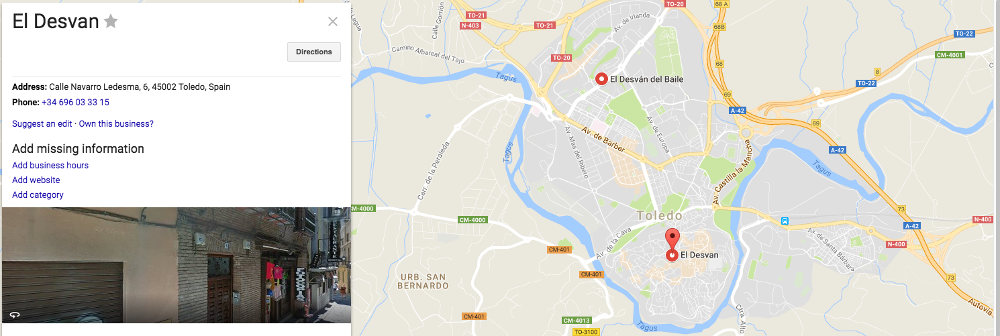 El Desvan
Directions
Address: Calle Navarro Ledesma, 6, 45002 Toledo, Spain
Phone: +34 696 03 33 15
Suggest an edit · Own this business?
Add missing information
Add business hours
Add website
Add category
RESTAURANTE
HOSTAL
TO-21
N-403
TO-21
TO-20
TO-20
68 A
68B
68
69
A-42
TO-22
CM-4001
8
TO-22
69
A-42
73
A-42
N-400
N-400
73
CM-4000
CM-4000
CM-401
CM-401
CM-401
CM-4013
TO-3100
Legua
Calle Gorrión
Camino Albareal del Tajo
Av. de Irlanda
Tagus
El Desván del Baile
Av. de Barber
Av. de Europa
Av. Mas del Ribero
Carr. de la Peraleda
Tagus
Av. Castilla la Mancha
Tagus
Toledo
Av. de la Cava
El Desvan
Av. de Santa Bárbara
URB. SAN
BERNARDO
Tagus
Ctra. Alto
Autovía